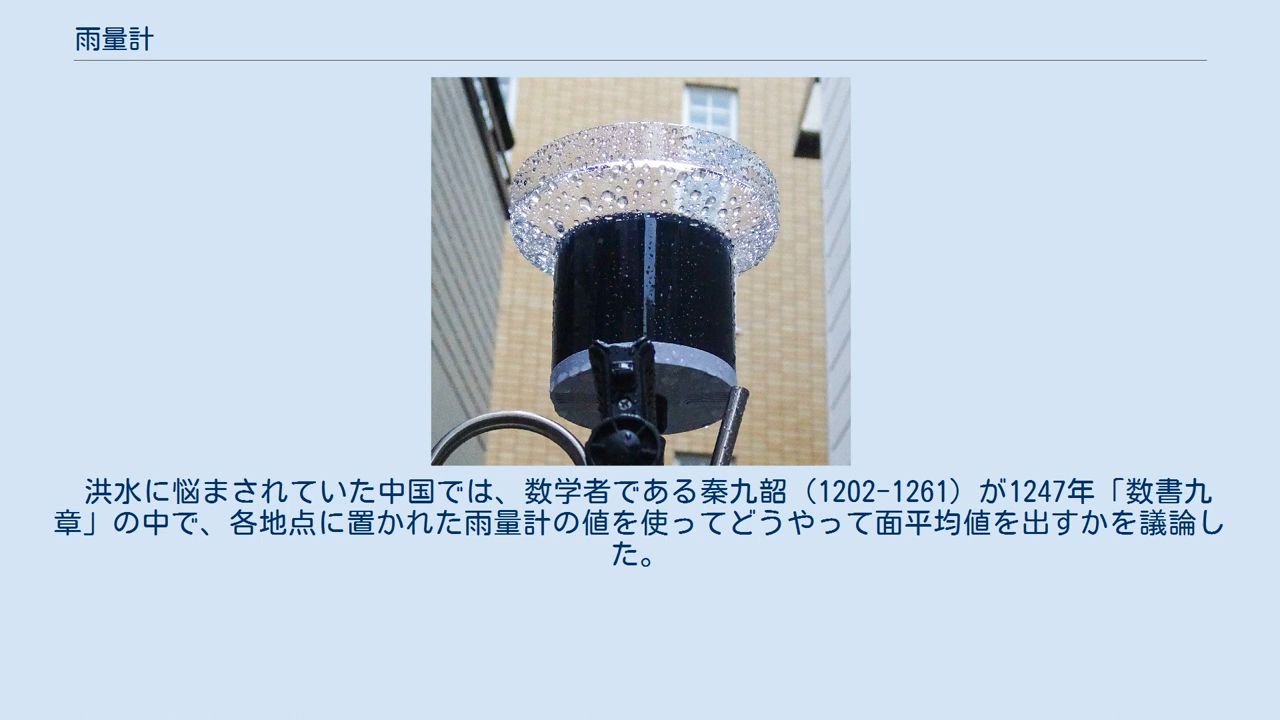 雨量計
洪水に悩まされていた中国では、数学者である秦九韶（1202-1261）が1247年「数書九
章」の中で、各地点に置かれた雨量計の値を使ってどうやって面平均値を出すかを議論し
た。